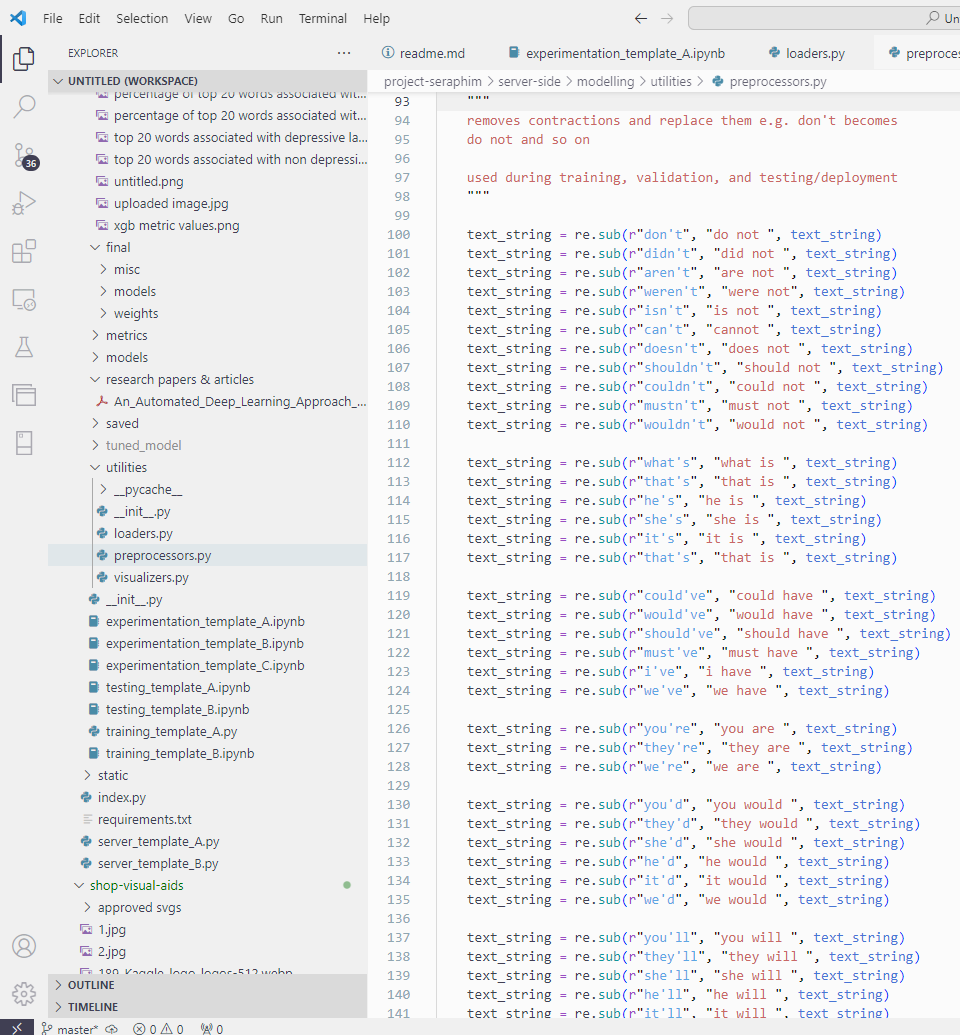 File Edit Selection View Go Run Terminal Help
Un
EXPLORER
UNTITLED (WORKSPACE)
percentage of top 20 words associated wit...
percentage of top 20 words associated wit...
top 20 words associated with depressive la...
top 20 words associated with non depressi...
untitled.png
uploaded image.jpg
xgb metric values.png
final
misc
models
weights
metrics
models
research papers & articles
An_Automated_Deep_Learning_Approach_...
saved
tuned_model
utilities
__pycache__
__init__.py
loaders.py
preprocessors.py
visualizers.py
__init__.py
experimentation_template_A.ipynb
experimentation_template_B.ipynb
experimentation_template_C.ipynb
testing_template_A.ipynb
testing_template_B.ipynb
training_template_A.py
training_template_B.ipynb
static
index.py
requirements.txt
server_template_A.py
server_template_B.py
shop-visual-aids
approved svgs
1.jpg
2.jpg
189_Kaggle_logo_logos-512.webp
OUTLINE
TIMELINE
36
readme.md experimentation_template_A.ipynb loaders.py preproces
project-seraphim > server-side > modelling > utilities > preprocessors.py
93 """
94 removes contractions and replace them e.g. don't becomes
95 do not and so on
96
97 used during training, validation, and testing/deployment
98 """
99
100 text_string = re.sub(r"don't", "do not ", text_string)
101 text_string = re.sub(r"didn't", "did not ", text_string)
102 text_string = re.sub(r"aren't", "are not ", text_string)
103 text_string = re.sub(r"weren't", "were not", text_string)
104 text_string = re.sub(r"isn't", "is not ", text_string)
105 text_string = re.sub(r"can't", "cannot ", text_string)
106 text_string = re.sub(r"doesn't", "does not ", text_string)
107 text_string = re.sub(r"shouldn't", "should not ", text_string)
108 text_string = re.sub(r"couldn't", "could not ", text_string)
109 text_string = re.sub(r"mustn't", "must not ", text_string)
110 text_string = re.sub(r"wouldn't", "would not ", text_string)
111
112 text_string = re.sub(r"what's", "what is ", text_string)
113 text_string = re.sub(r"that's", "that is ", text_string)
114 text_string = re.sub(r"he's", "he is ", text_string)
115 text_string = re.sub(r"she's", "she is ", text_string)
116 text_string = re.sub(r"it's", "it is ", text_string)
117 text_string = re.sub(r"that's", "that is ", text_string)
118
119 text_string = re.sub(r"could've", "could have ", text_string)
120 text_string = re.sub(r"would've", "would have ", text_string)
121 text_string = re.sub(r"should've", "should have ", text_string)
122 text_string = re.sub(r"must've", "must have ", text_string)
123 text_string = re.sub(r"i've", "i have ", text_string)
124 text_string = re.sub(r"we've", "we have ", text_string)
125
126 text_string = re.sub(r"you're", "you are ", text_string)
127 text_string = re.sub(r"they're", "they are ", text_string)
128 text_string = re.sub(r"we're", "we are ", text_string)
129
130 text_string = re.sub(r"you'd", "you would ", text_string)
131 text_string = re.sub(r"they'd", "they would ", text_string)
132 text_string = re.sub(r"she'd", "she would ", text_string)
133 text_string = re.sub(r"he'd", "he would ", text_string)
134 text_string = re.sub(r"it'd", "it would ", text_string)
135 text_string = re.sub(r"we'd", "we would ", text_string)
136
137 text_string = re.sub(r"you'll", "you will ", text_string)
138 text_string = re.sub(r"they'll", "they will ", text_string)
139 text_string = re.sub(r"she'll", "she will ", text_string)
140 text_string = re.sub(r"he'll", "he will ", text_string)
141 text_string = re.sub(r"it'll", "it will ", text_string)
master* 0 0 0